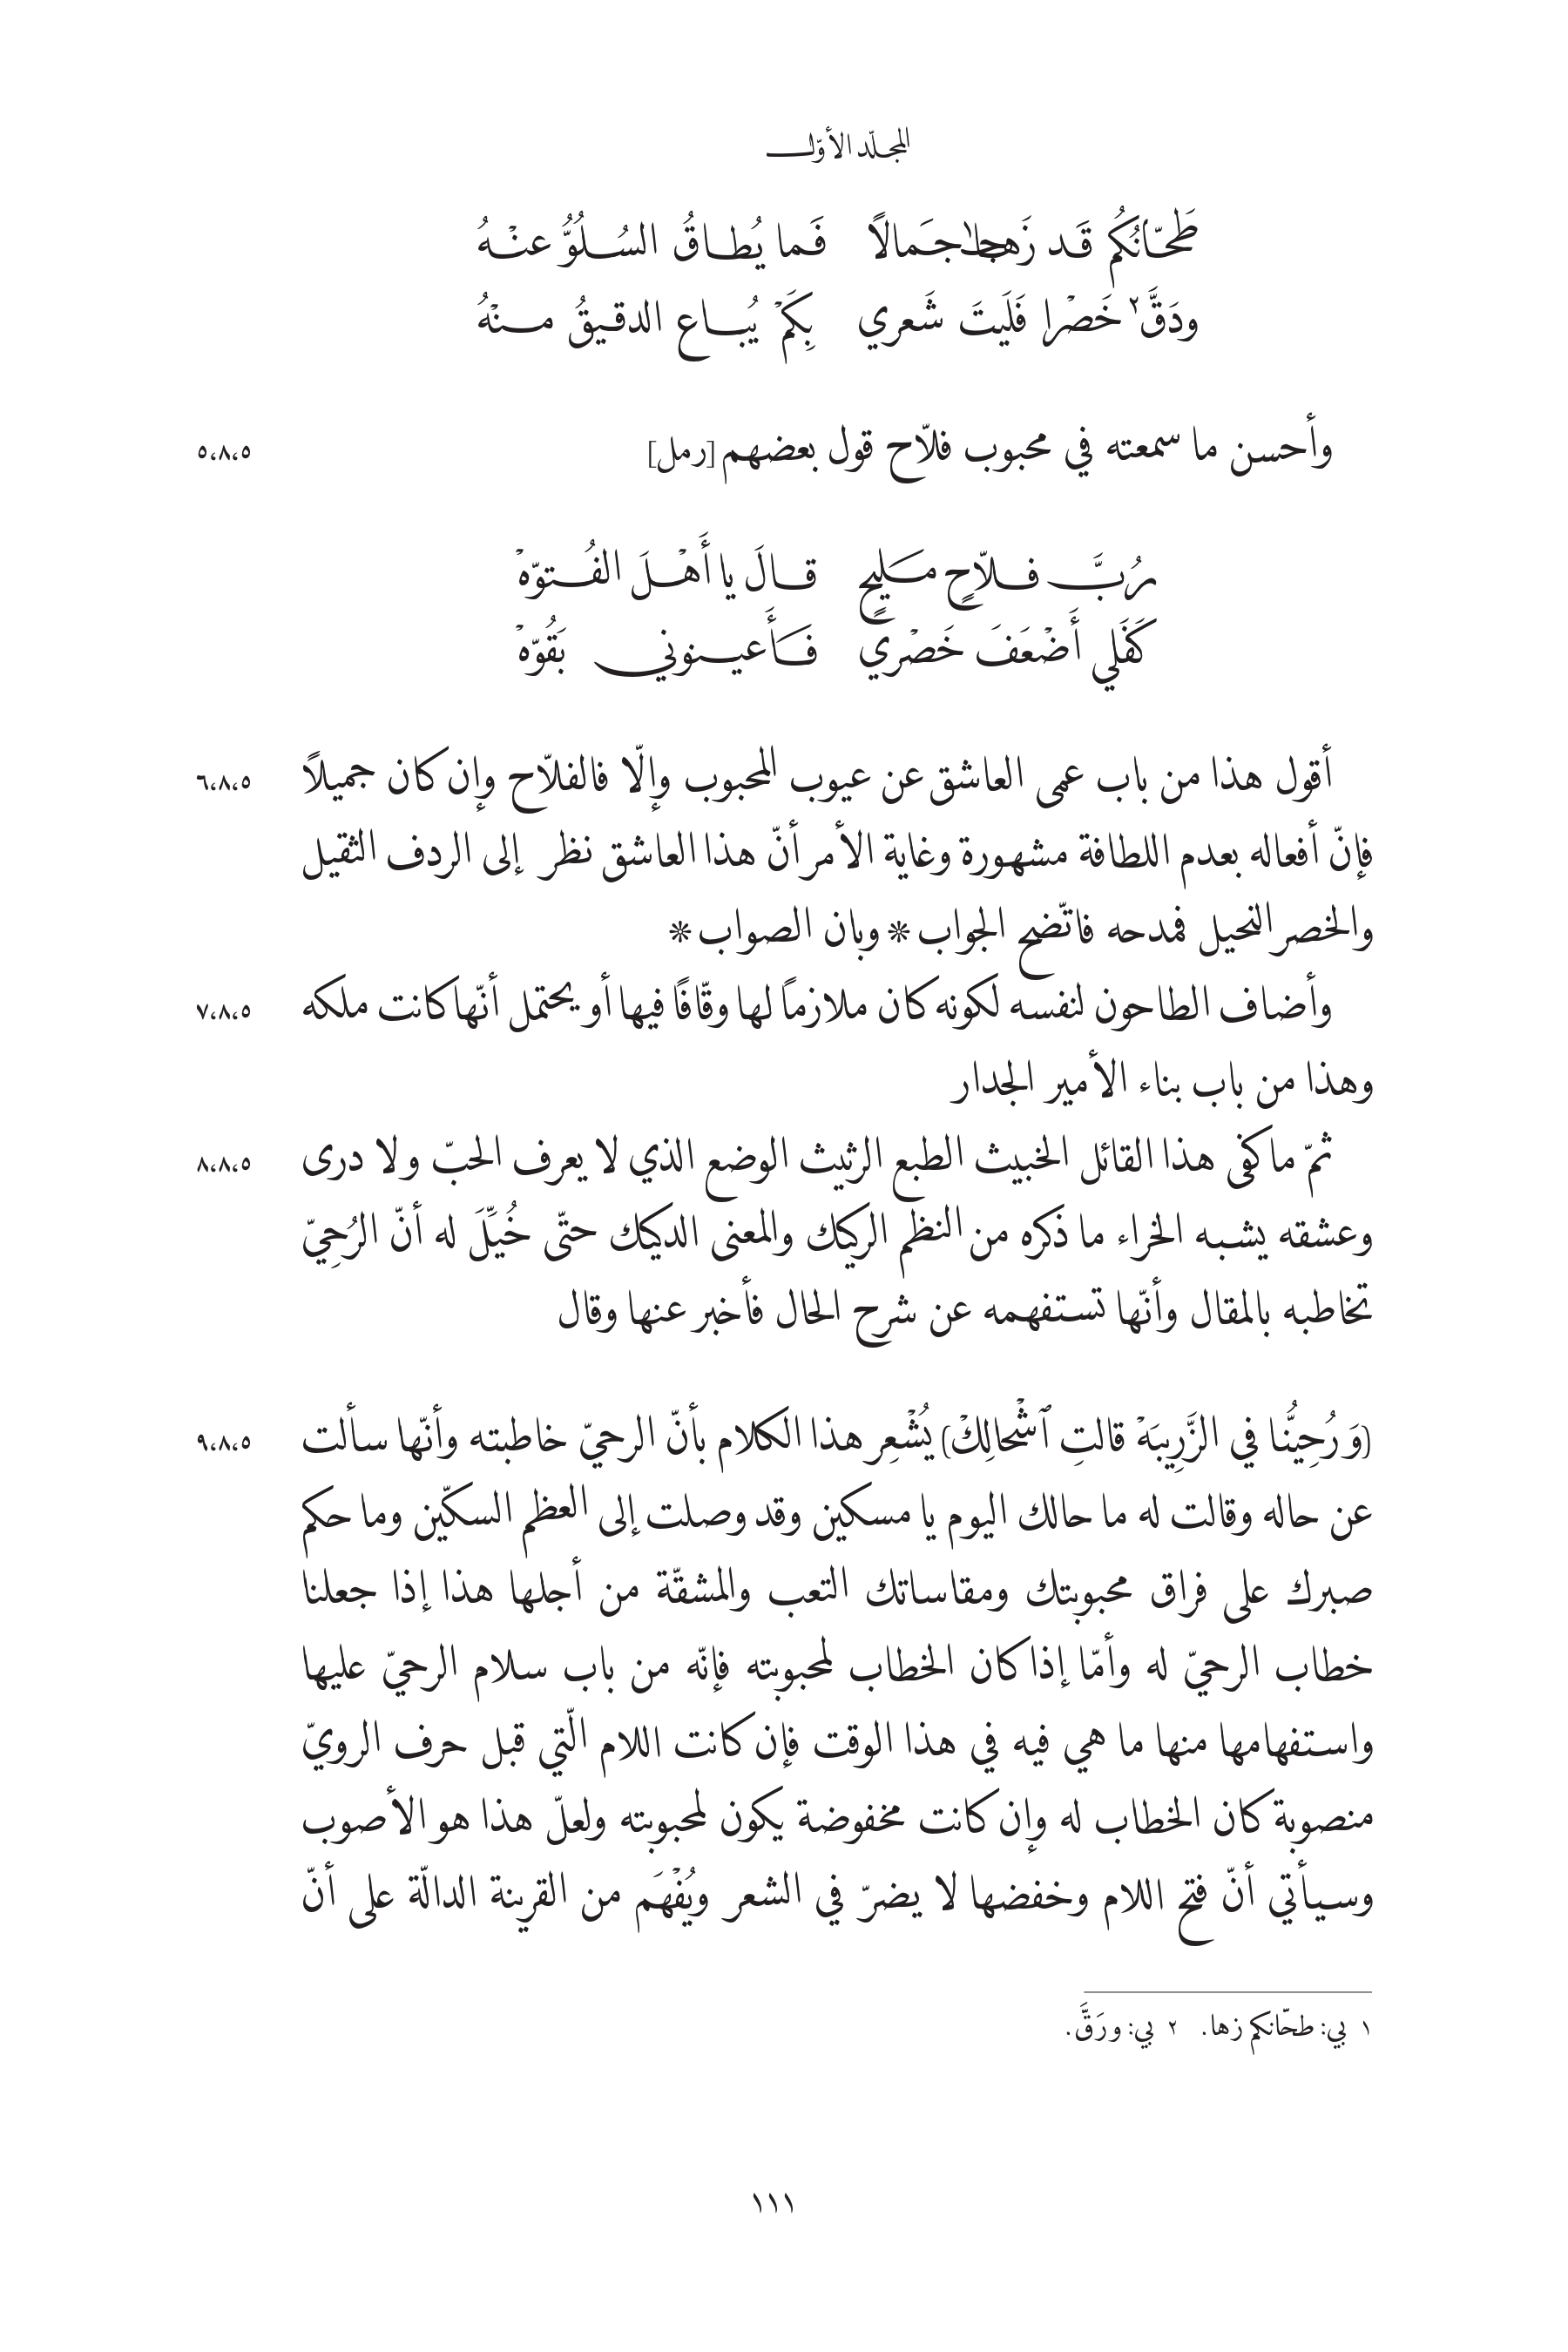 المجلّد الأوّل
طَحّانُكُم قَد زَها١ جَمالًا فَما يُطاقُ السُلُوُّ عنْهُ
ودَقَّ٢ خَصْرا فَلَيتَ شَعري بِكَمْ يُباع الدقيقُ منْهُ
وأحسن ما سمعته في محبوب فلّاح قول بعضهم [رمل] ٥،٨،٥
رُبَّ فلّاحٍ مَليحٍ قالَ يا أَهْلَ الفُتوّهْ
كَفَلي أَضْعَفَ خَصْري فَأَعينوني بَقُوّهْ
أقول هذا من باب عمى العاشق عن عيوب المحبوب وإلّا فالفلّاح وإن كان جميلاً ٦،٨،٥
فإنّ أفعاله بعدم اللطافة مشهورة وغاية الأمر أنّ هذا العاشق نظر إلى الردف الثقيل
والخصر النحيل فمدحه فاتّضح الجواب * وبان الصواب *
وأضاف الطاحون لنفسه لكونه كان ملازماً لها وقّافًا فيها أو يحتمل أنّها كانت ملكه ٧،٨،٥
وهذا من باب بناء الأمير الجدار
ثمّ ما كفى هذا القائل الخبيث الطبع الرثيث الوضع الذي لا يعرف الحبّ ولا درى ٨،٨،٥
وعشقه يشبه الخراء ما ذكره من النظم الركيك والمعنى الدكيك حتّى خُيِّلَ له أنّ الرُحِيّ
تخاطبه بالمقال وأنّها تستفهمه عن شرح الحال فأخبر عنها وقال
(وَرُحِيُّنا في الزَّرِيبَهْ قالتِ ٱشْحالِكْ) يُشْعِر هذا الكلام بأنّ الرحيّ خاطبته وأنّها سألت ٩،٨،٥
عن حاله وقالت له ما حالك اليوم يا مسكين وقد وصلت إلى العظم السكّين وما حكم
صبرك على فراق محبوبتك ومقاساتك التعب والمشقّة من أجلها هذا إذا جعلنا
خطاب الرحيّ له وأمّا إذا كان الخطاب لمحبوبته فإنّه من باب سلام الرحيّ عليها
واستفهامها منها ما هي فيه في هذا الوقت فإن كانت اللام الّتي قبل حرف الرويّ
منصوبة كان الخطاب له وإن كانت مخفوضة يكون لمحبوبته ولعلّ هذا هو الأصوب
وسيأتي أنّ فتح اللام وخفضها لا يضرّ في الشعر ويُفْهَم من القرينة الدالّة على أنّ
١ بي: طحّانكم زها. ٢ بي: ورَقَّ.
١١١